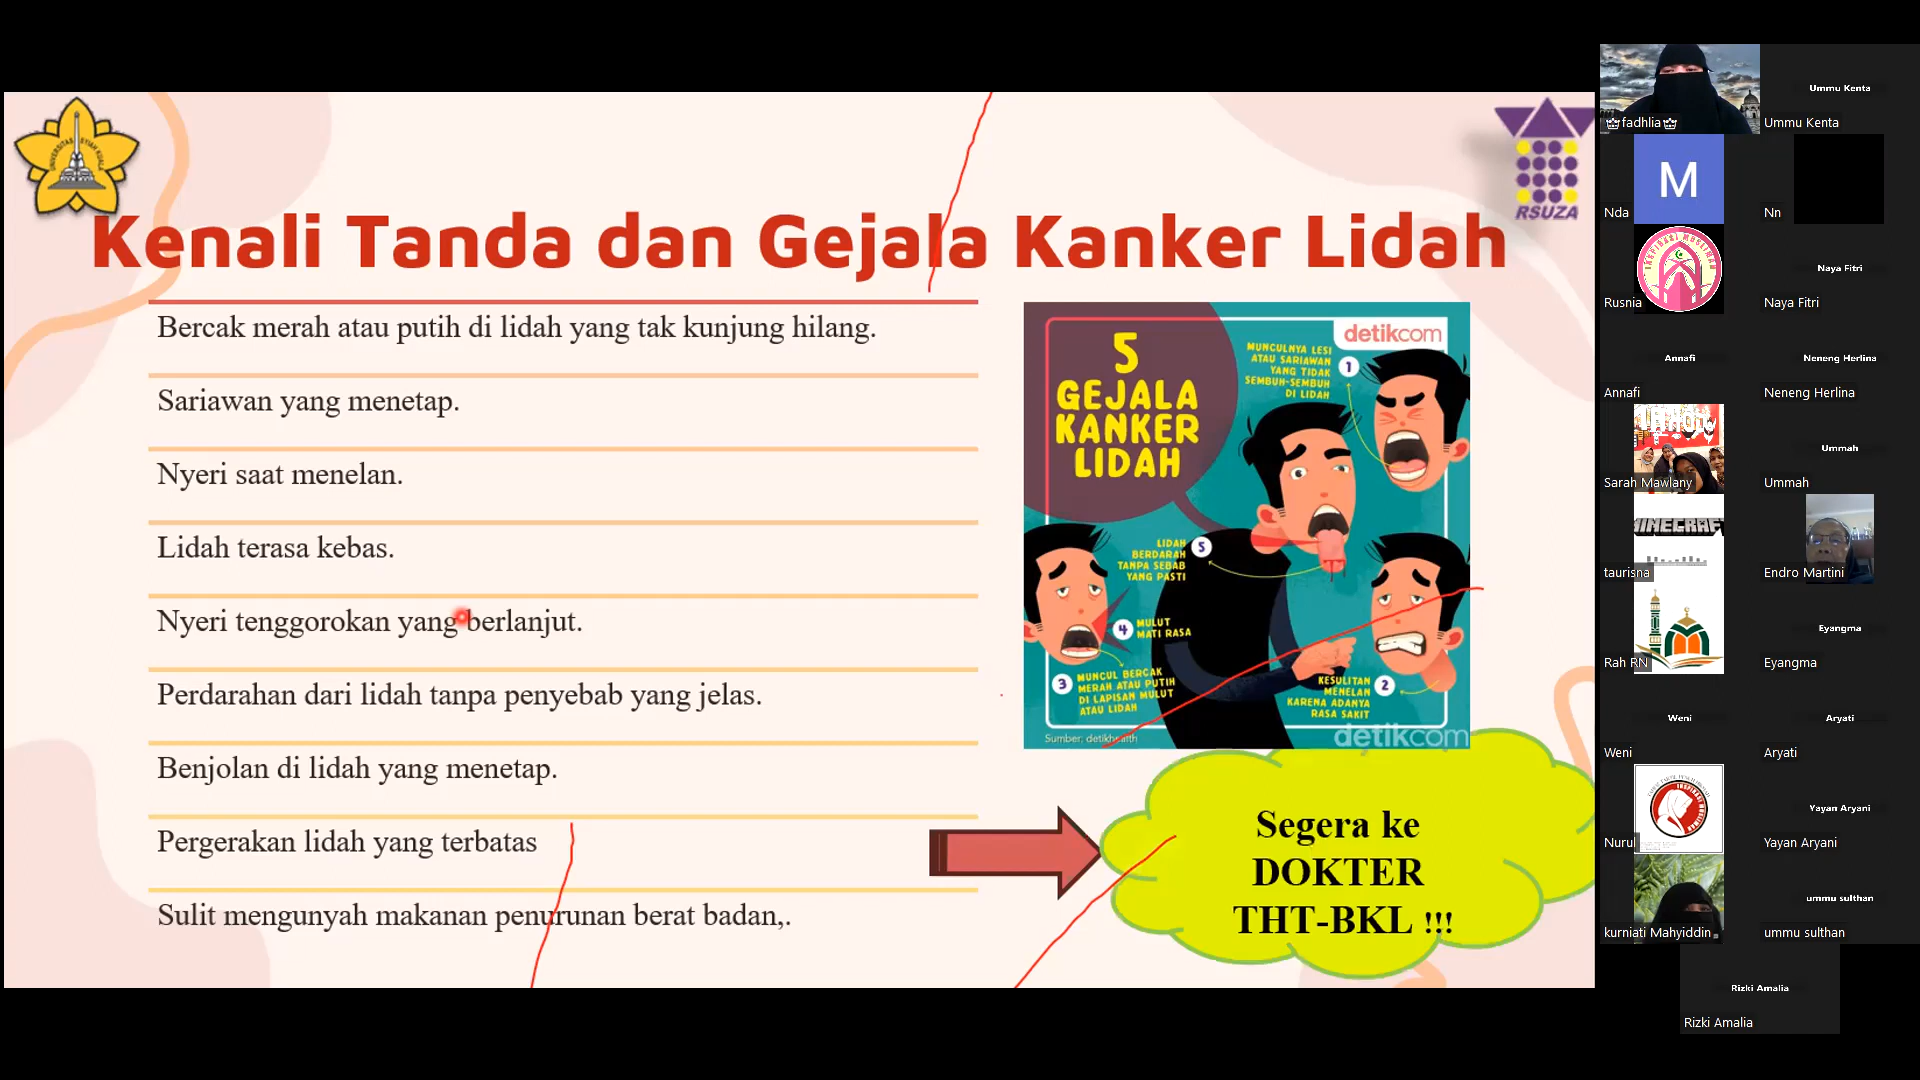 Kenali Tanda dan Gejala Kanker Lidah
RSUZA
Bercak merah atau putih di lidah yang tak kunjung hilang.
Sariawan yang menetap.
Nyeri saat menelan.
Lidah terasa kebas.
Nyeri tenggorokan yang berlanjut.
Perdarahan dari lidah tanpa penyebab yang jelas.
Benjolan di lidah yang menetap.
Pergerakan lidah yang terbatas
Sulit mengunyah makanan penurunan berat badan,.
detikcom
5
GEJALA
KANKER
LIDAH
MUNCULNYA LESI
ATAU SARIAWAN
YANG TIDAK
SEMBUH-SEMBUH
DI LIDAH
1
LIDAH
BERDARAH
TANPA SEBAB
YANG PASTI
5
4
MULUT
MATI RASA
3
MUNCUL BERCAK
MERAH ATAU PUTIH
DI LAPISAN MULUT
ATAU LIDAH
KESULITAN
MENELAN
KARENA ADANYA
RASA SAKIT
2
Sumber: detikhealth
detikcom
Segera ke
DOKTER
THT-BKL !!!
fadhlia
Ummu Kenta
Ummu Kenta
M
Nda
Nn
INSPIRASI MUSLIMAH
Rusnia
Naya Fitri
Naya Fitri
Annafi
Annafi
Neneng Herlina
Neneng Herlina
Sarah Mawlany
Ummah
Ummah
MINECRAFT
taurisna
Endro Martini
Rah RN
Eyangma
Eyangma
Weni
Weni
Aryati
Aryati
Nurul
Yayan Aryani
Yayan Aryani
kurniati Mahyiddin
ummu sulthan
ummu sulthan
Rizki Amalia
Rizki Amalia